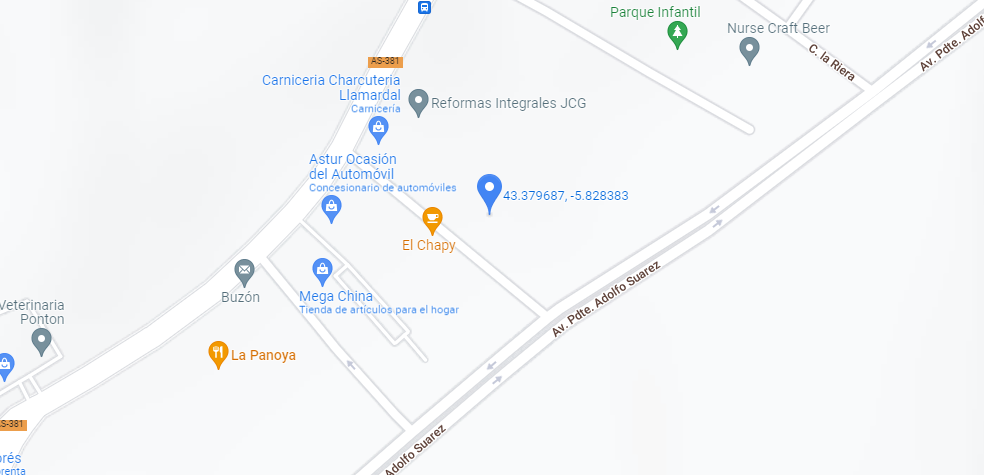 Parque Infantil
Nurse Craft Beer
Av. Pdte. Adolfo
C. la Riera
AS-381
Carniceria Charcuteria
Llamardal
Carnicería
Reformas Integrales JCG
Astur Ocasión
del Automóvil
Concesionario de automóviles
43.379687, -5.828383
El Chapy
Av. Pdte. Adolfo Suarez
Buzón
Mega China
Tienda de artículos para el hogar
Veterinaria
Ponton
La Panoya
S-381
Adolfo Suarez
orés
renta